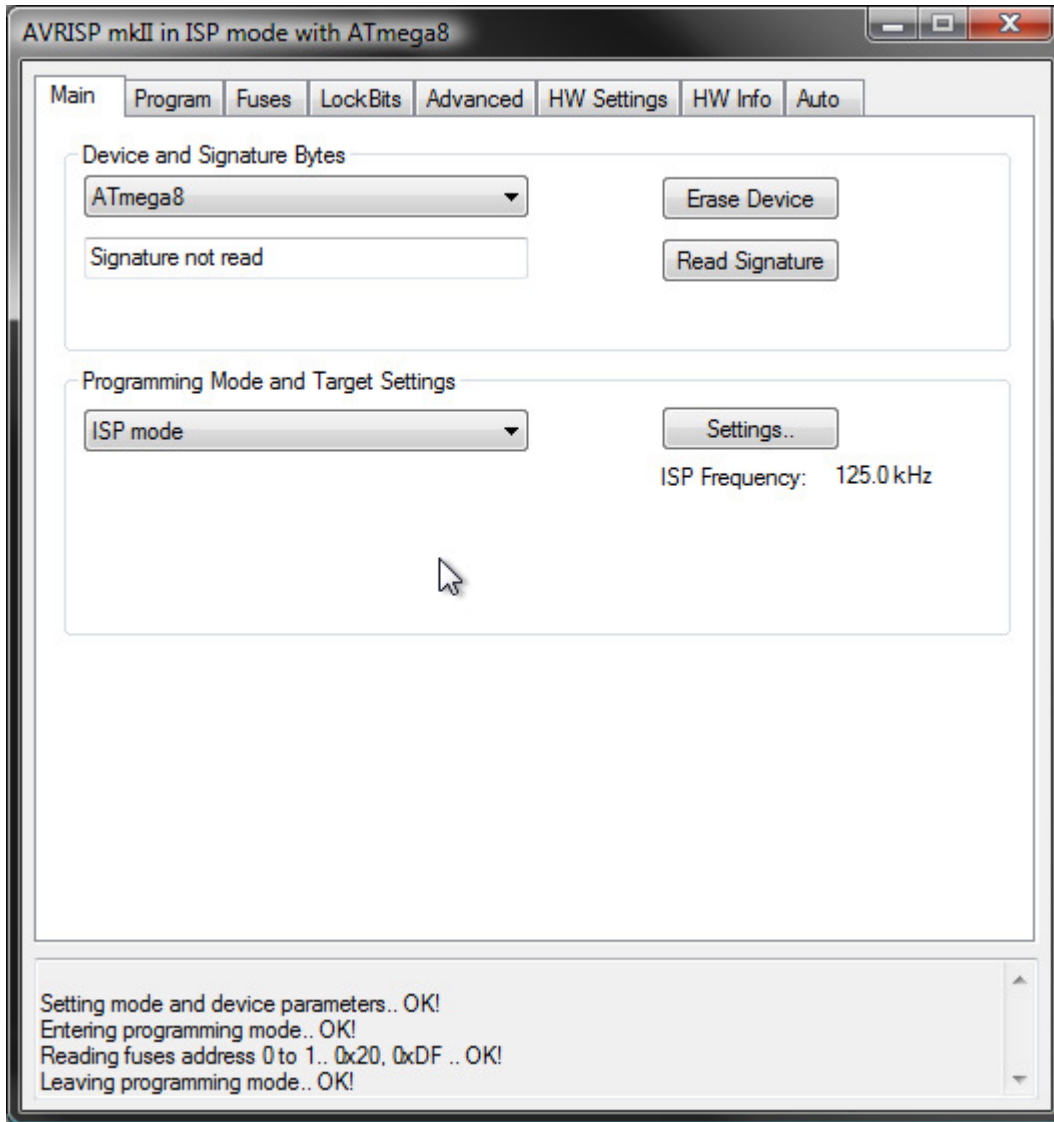 AVRISP mkII in ISP mode with ATmega8
Main Program Fuses LockBits Advanced HW Settings HW Info Auto
Device and Signature Bytes
ATmega8 Erase Device
Signature not read Read Signature
Programming Mode and Target Settings
ISP mode Settings..
ISP Frequency: 125.0 kHz
Setting mode and device parameters.. OK!
Entering programming mode.. OK!
Reading fuses address 0 to 1.. 0x20, 0xDF .. OK!
Leaving programming mode.. OK!